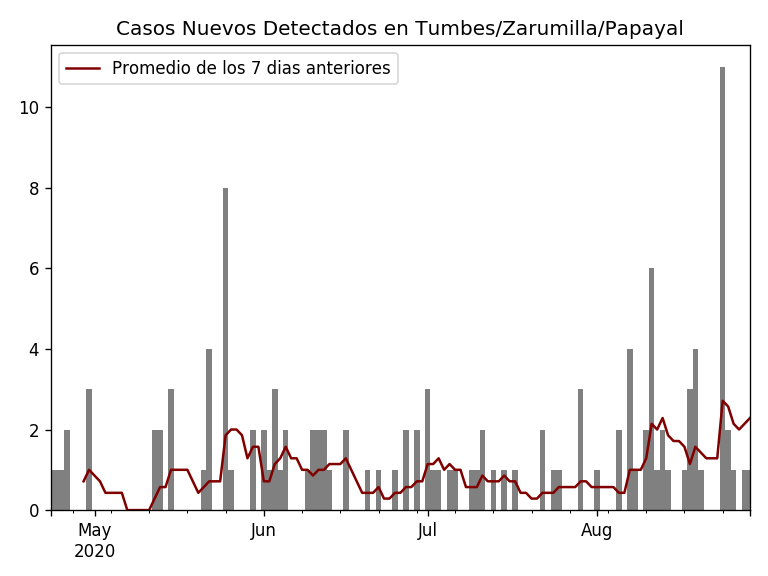 Casos Nuevos Detectados en Tumbes/Zarumilla/Papayal
Promedio de los 7 dias anteriores
10
8
6
4
2
0
May Jun Jul Aug
2020